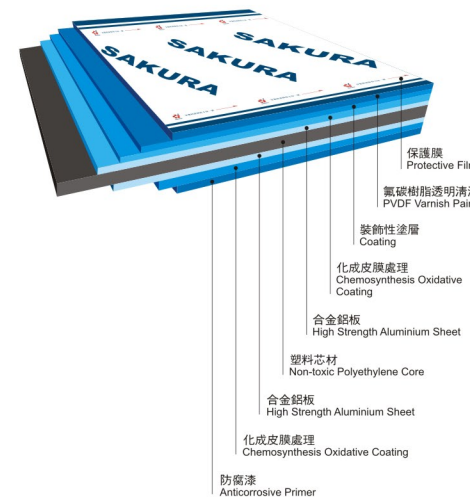 SAKURA
SAKURA
SAKURA
保護膜
Protective Fil
氟碳樹脂透明清
PVDF Varnish Pai
裝飾性塗層
Coating
化成皮膜處理
Chemosynthesis Oxidative
Coating
合金鋁板
High Strength Aluminium Sheet
塑料芯材
Non-toxic Polyethylene Core
合金鋁板
High Strength Aluminium Sheet
化成皮膜處理
Chemosynthesis Oxidative Coating
防腐漆
Anticorrosive Primer